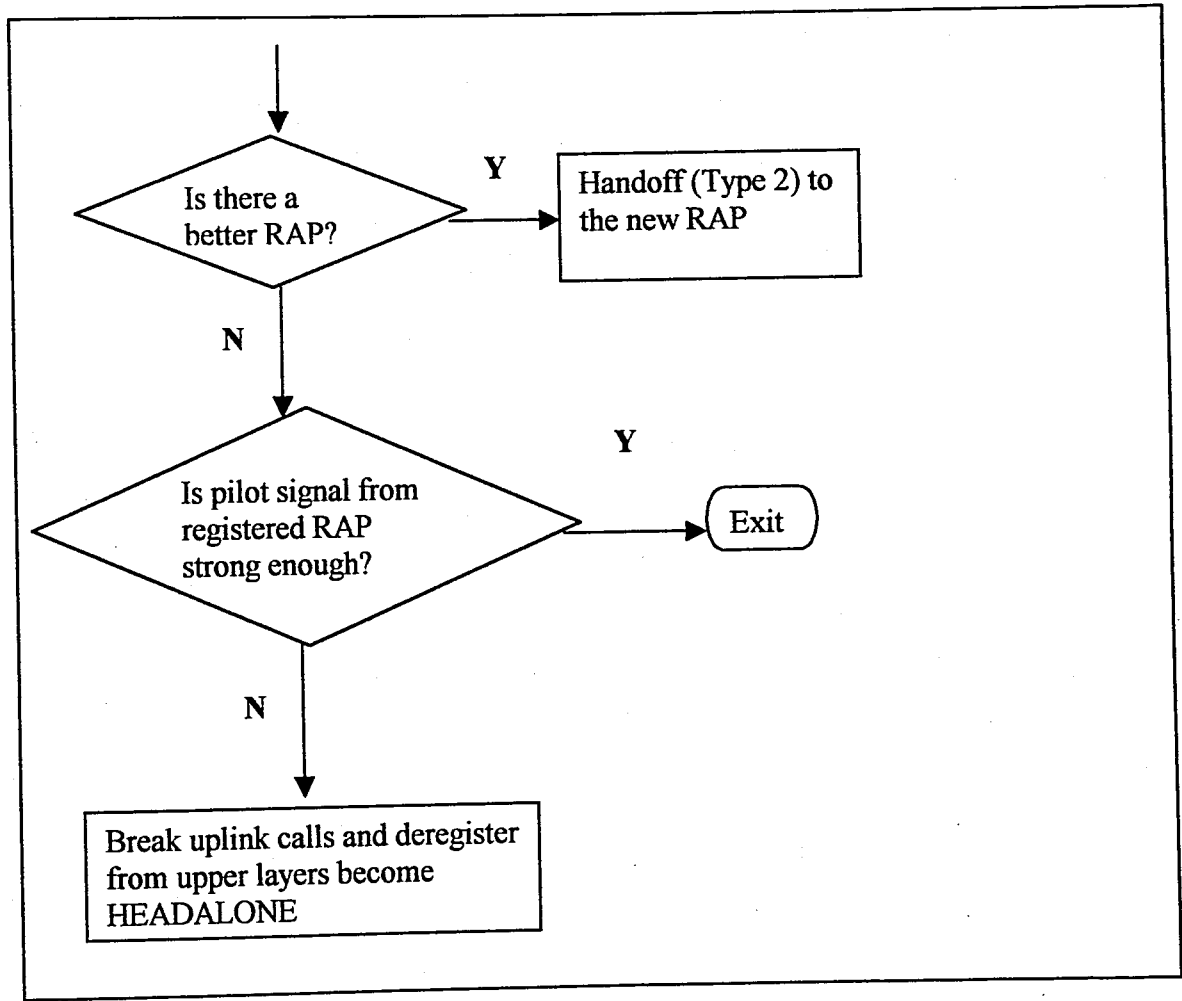 Is there a
better RAP?
Y
Handoff (Type 2) to
the new RAP
N
Is pilot signal from
registered RAP
strong enough?
Y
Exit
N
Break uplink calls and deregister
from upper layers become
HEADALONE